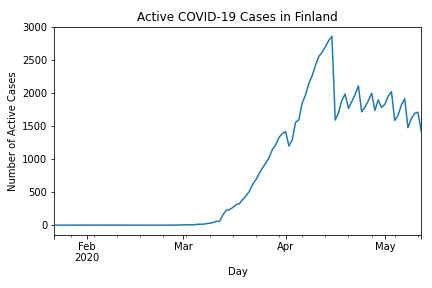 Active COVID-19 Cases in Finland
Number of Active Cases
3000
2500
2000
1500
1000
500
0
Feb
2020
Mar
Apr
May
Day